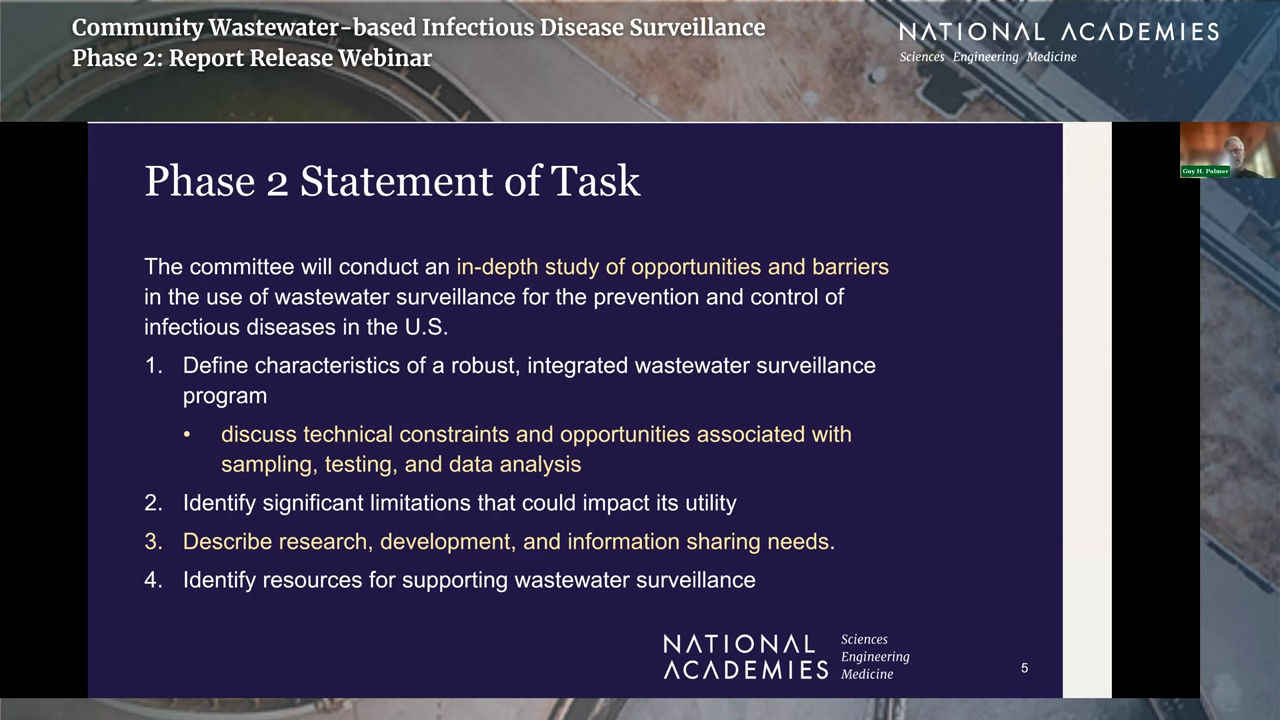 Community Wastewater-based Infectious Disease Surveillance
Phase 2: Report Release Webinar
NATIONAL ACADEMIES
Sciences Engineering Medicine
Guy H. Palmer
Phase 2 Statement of Task
The committee will conduct an in-depth study of opportunities and barriers
in the use of wastewater surveillance for the prevention and control of
infectious diseases in the U.S.
1. Define characteristics of a robust, integrated wastewater surveillance
program
• discuss technical constraints and opportunities associated with
sampling, testing, and data analysis
2. Identify significant limitations that could impact its utility
3. Describe research, development, and information sharing needs.
4. Identify resources for supporting wastewater surveillance
NATIONAL
ACADEMIES
Sciences
Engineering
Medicine
5